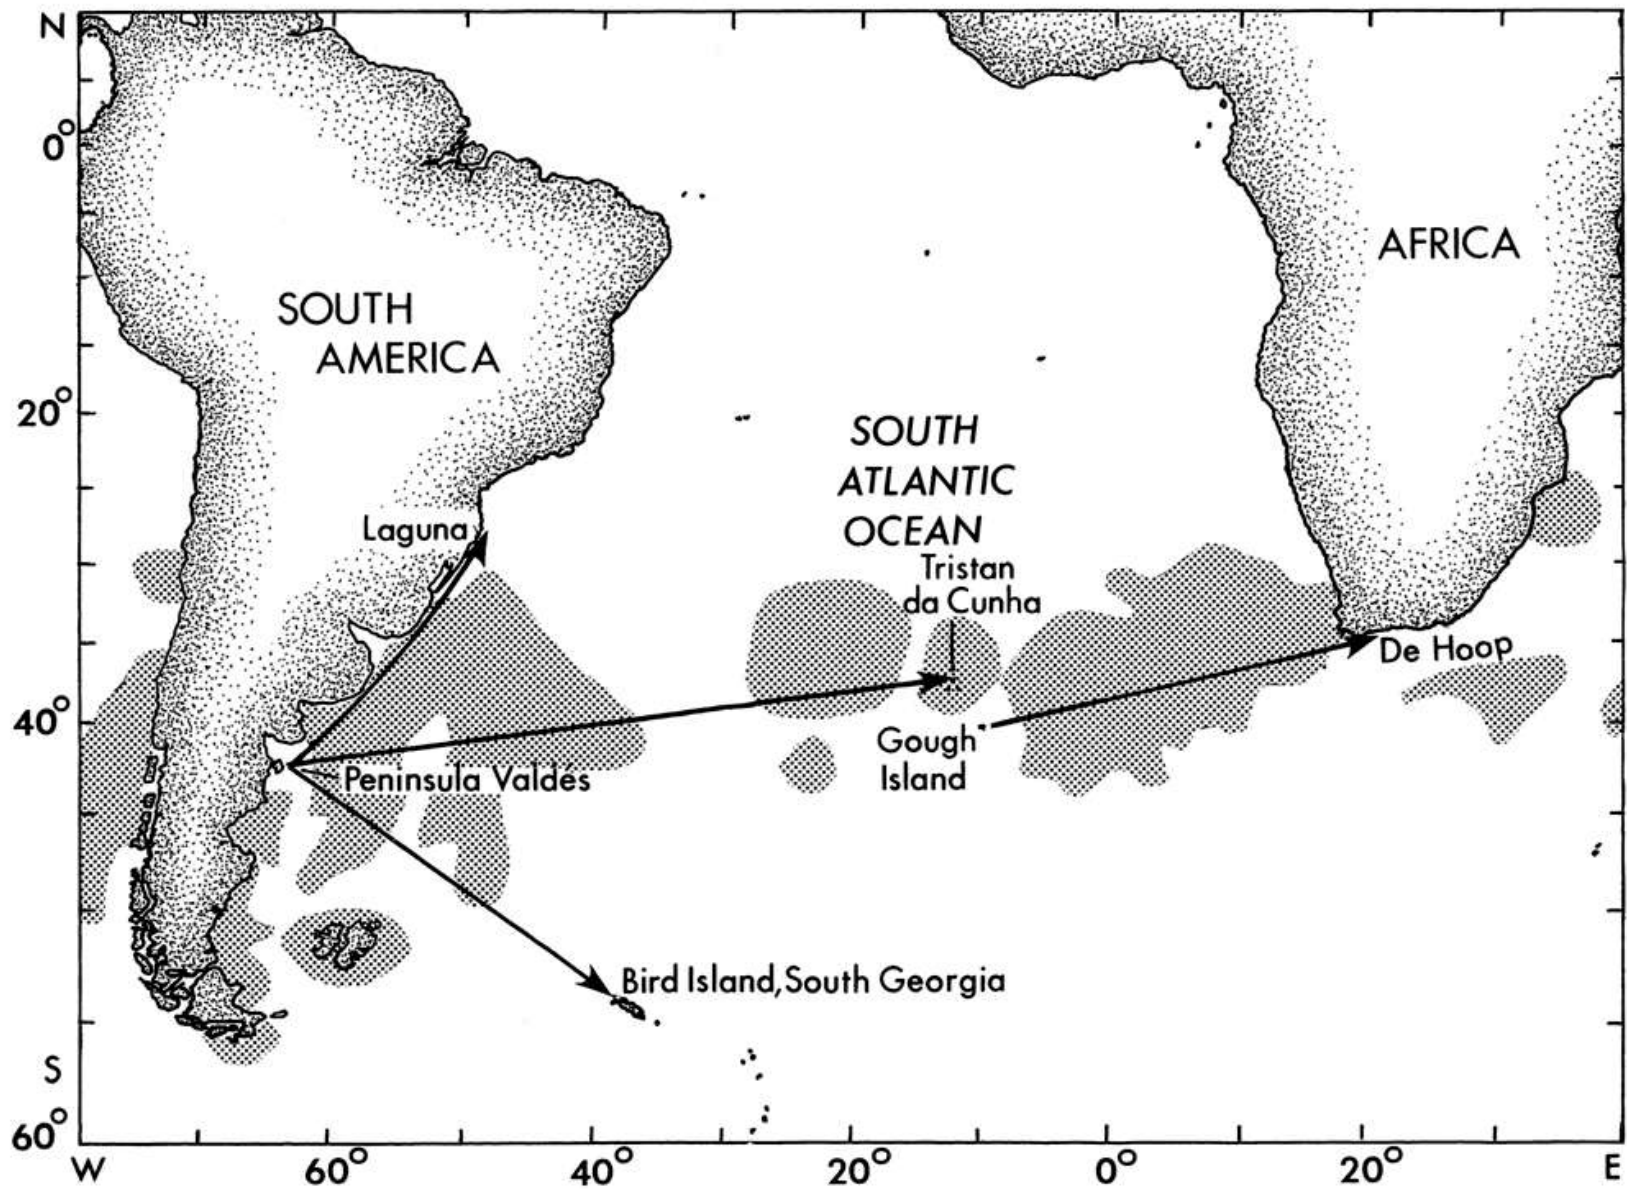 N
0°
AFRICA
SOUTH
AMERICA
20°
SOUTH
ATLANTIC
OCEAN
Laguna
Tristan
da Cunha
De Hoop
40°
Gough
Island
Peninsula Valdés
Bird Island, South Georgia
S
60°
W 60° 40° 20° 0° 20° E